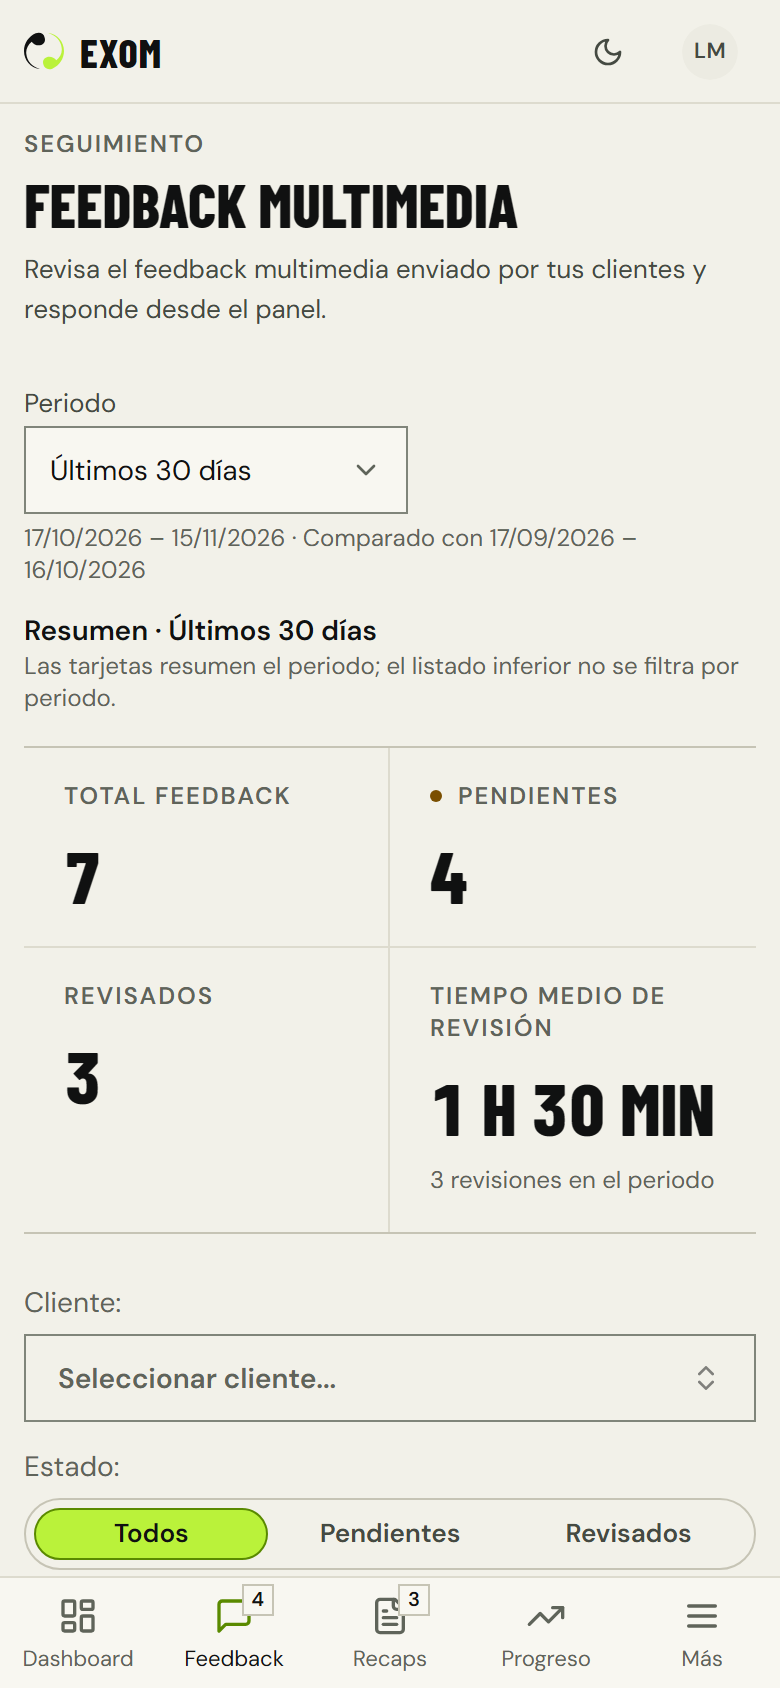 EXOM
LM
SEGUIMIENTO
FEEDBACK MULTIMEDIA
Revisa el feedback multimedia enviado por tus clientes y
responde desde el panel.
Periodo
Últimos 30 días
17/10/2026 – 15/11/2026 · Comparado con 17/09/2026 –
16/10/2026
Resumen · Últimos 30 días
Las tarjetas resumen el periodo; el listado inferior no se filtra por
periodo.
TOTAL FEEDBACK
7
PENDIENTES
4
REVISADOS
3
TIEMPO MEDIO DE
REVISIÓN
1 H 30 MIN
3 revisiones en el periodo
Cliente:
Seleccionar cliente...
Estado:
Todos
Pendientes
Revisados
Dashboard
4
Feedback
3
Recaps
Progreso
Más